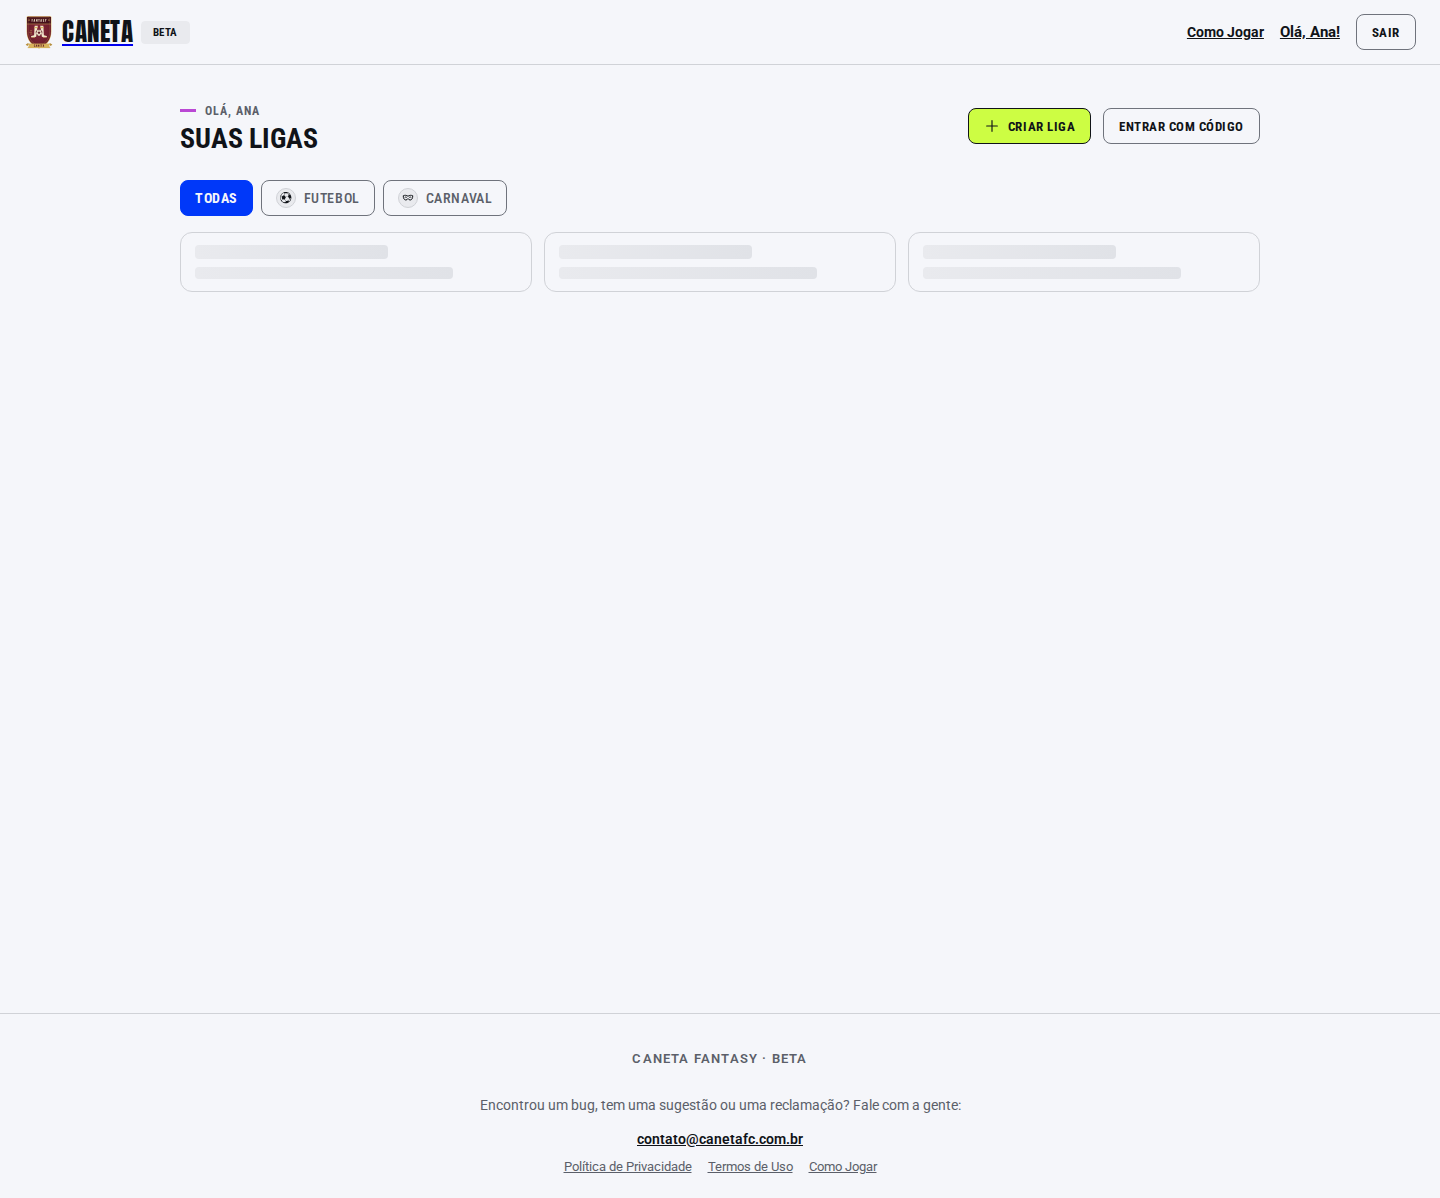 FANTASY
CANETA
CANETA
BETA
Como Jogar
Olá, Ana!
SAIR
OLÁ, ANA
SUAS LIGAS
CRIAR LIGA
ENTRAR COM CÓDIGO
TODAS
FUTEBOL
CARNAVAL
CANETA FANTASY · BETA
Encontrou um bug, tem uma sugestão ou uma reclamação? Fale com a gente:
contato@canetafc.com.br
Política de Privacidade
Termos de Uso
Como Jogar